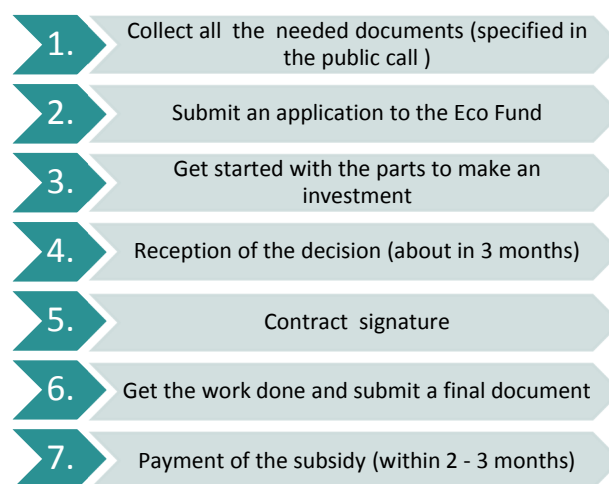 1.
Collect all the needed documents (specified in
the public call )
2.
Submit an application to the Eco Fund
3.
Get started with the parts to make an
investment
4.
Reception of the decision (about in 3 months)
5.
Contract signature
6.
Get the work done and submit a final document
7.
Payment of the subsidy (within 2 - 3 months)